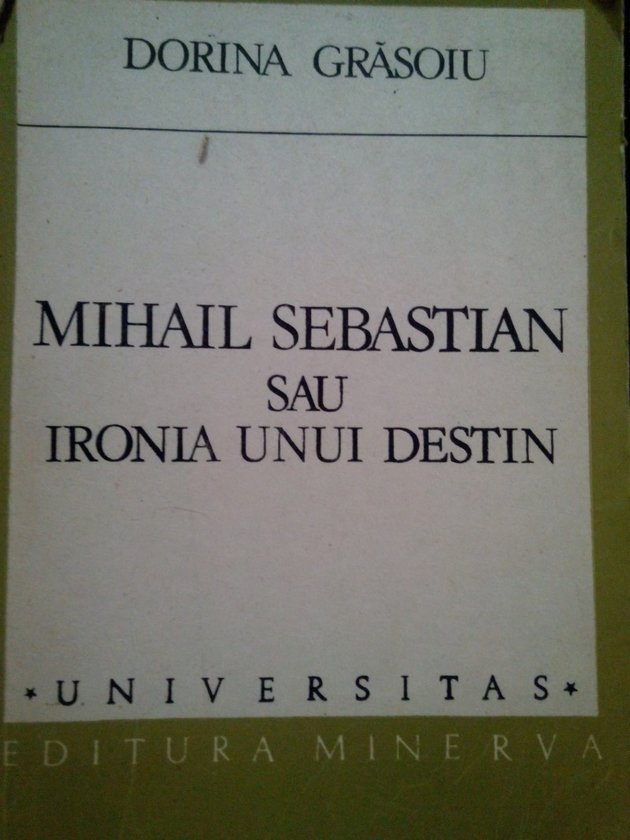 DORINA GRĂSOIU
MIHAIL SEBASTIAN
SAU
IRONIA UNUI DESTIN
★ UNIVERSITAS ★
EDITURA MINERVA